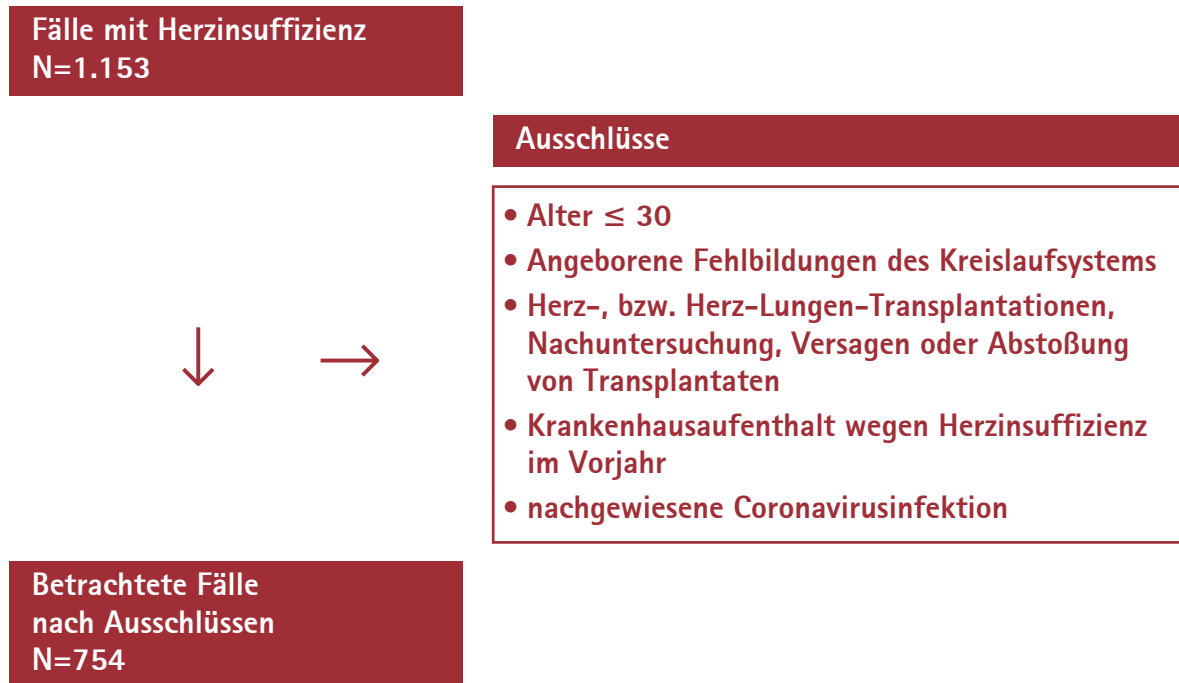 Fälle mit Herzinsuffizienz
N=1.153
Ausschlüsse
• Alter ≤ 30
• Angeborene Fehlbildungen des Kreislaufsystems
• Herz-, bzw. Herz-Lungen-Transplantationen,
Nachuntersuchung, Versagen oder Abstoßung
von Transplantaten
• Krankenhausaufenthalt wegen Herzinsuffizienz
im Vorjahr
• nachgewiesene Coronavirusinfektion
Betrachtete Fälle
nach Ausschlüssen
N=754